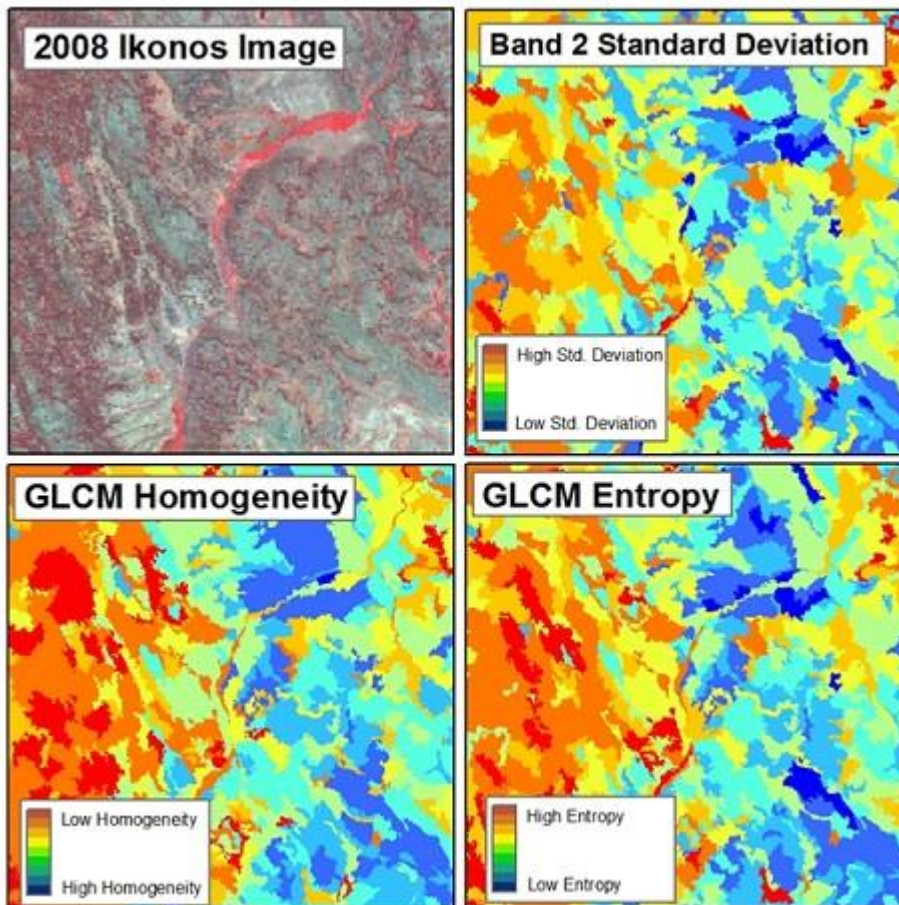 2008 Ikonos Image
Band 2 Standard Deviation
High Std. Deviation
Low Std. Deviation
GLCM Homogeneity
GLCM Entropy
Low Homogeneity
High Homogeneity
High Entropy
Low Entropy